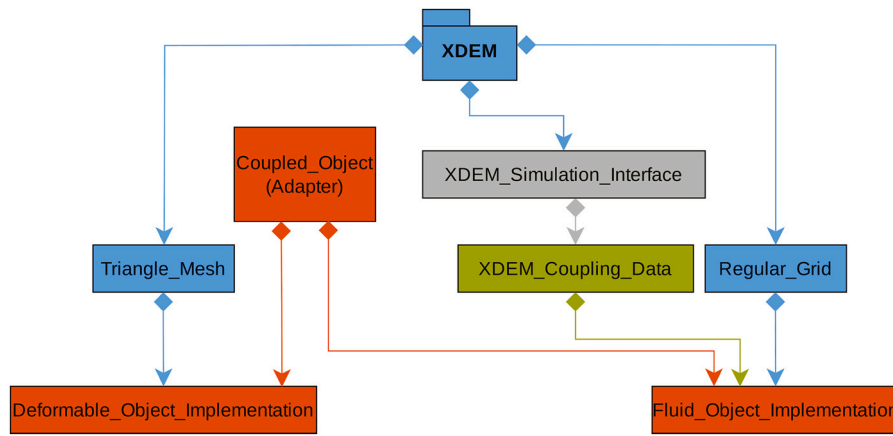 XDEM
Coupled_Object
(Adapter)
XDEM_Simulation_Interface
Triangle_Mesh
XDEM_Coupling_Data
Regular_Grid
Deformable_Object_Implementation
Fluid_Object_Implementation